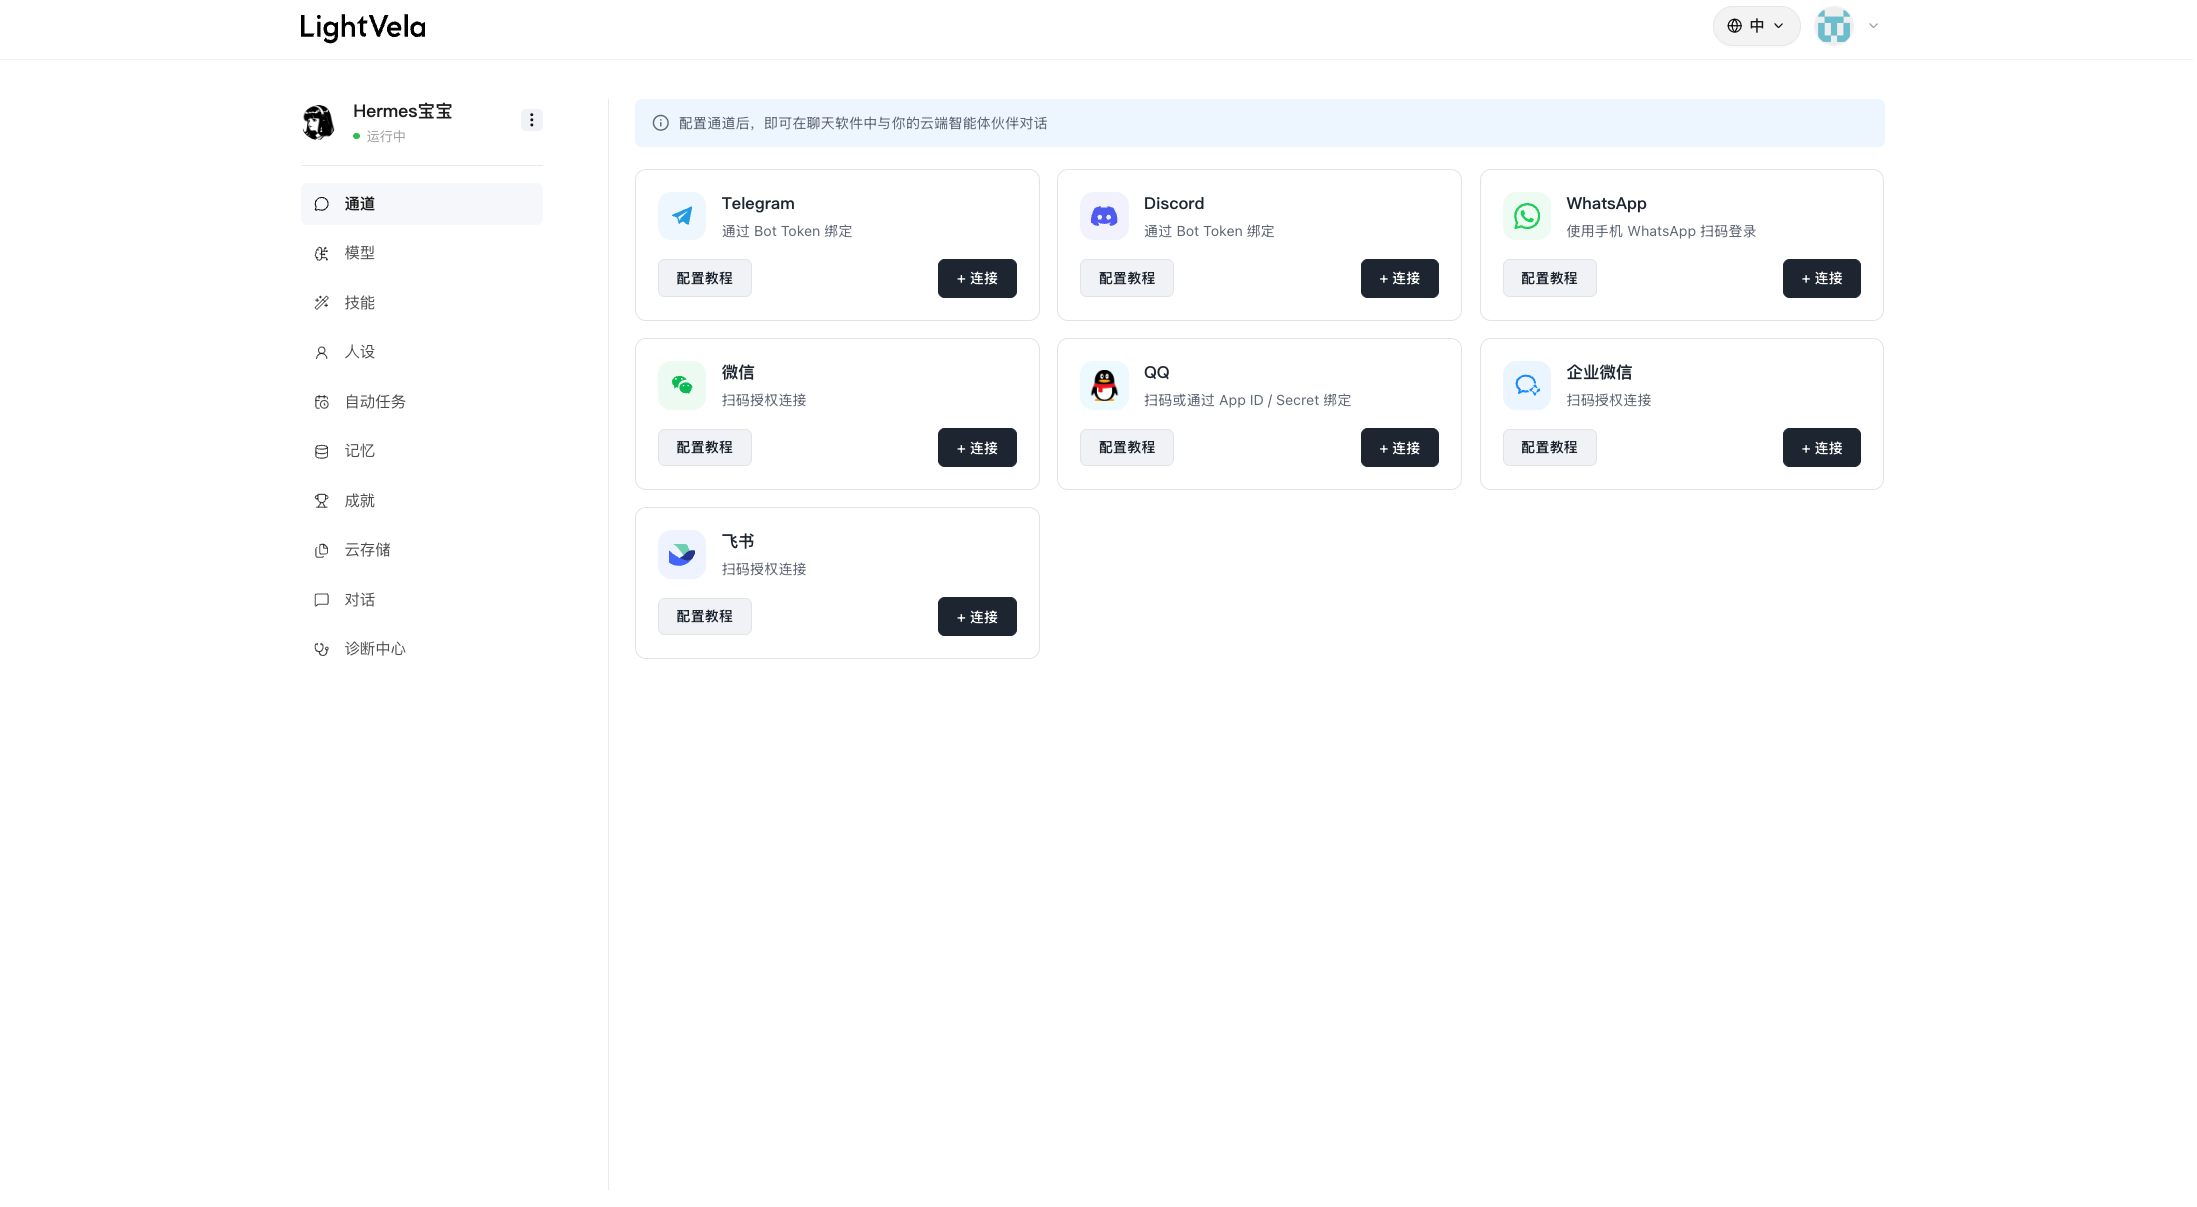 LightVela
中
Hermes宝宝
运行中
通道
模型
技能
人设
自动任务
记忆
成就
云存储
对话
诊断中心
配置通道后，即可在聊天软件中与你的云端智能体伙伴对话
Telegram
通过 Bot Token 绑定
配置教程
+ 连接
Discord
通过 Bot Token 绑定
配置教程
+ 连接
WhatsApp
使用手机 WhatsApp 扫码登录
配置教程
+ 连接
微信
扫码授权连接
配置教程
+ 连接
QQ
扫码或通过 App ID / Secret 绑定
配置教程
+ 连接
企业微信
扫码授权连接
配置教程
+ 连接
飞书
扫码授权连接
配置教程
+ 连接